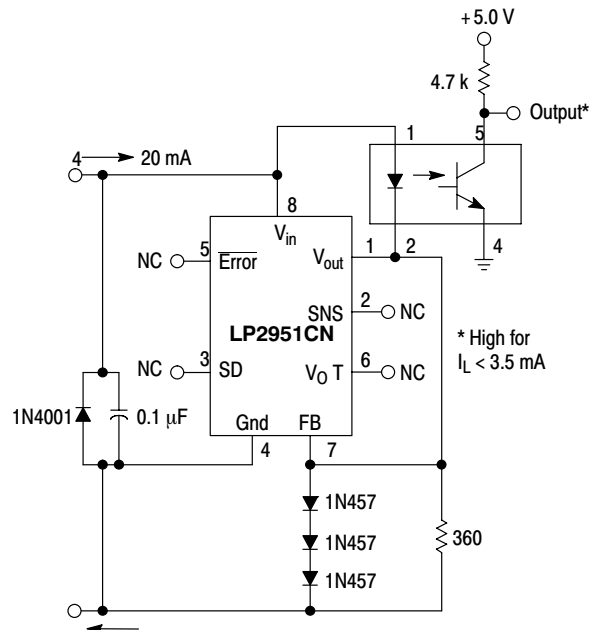 + 5.0 V
4.7 k
Output*
1
5
4
20 mA
4
8
Vin
5
NC
Error
Vout
1
2
SNS
2
NC
LP2951CN
* High for
IL < 3.5 mA
NC
3
SD
VO T
6
NC
1N4001
0.1 μF
Gnd
FB
4
7
1N457
1N457
1N457
360